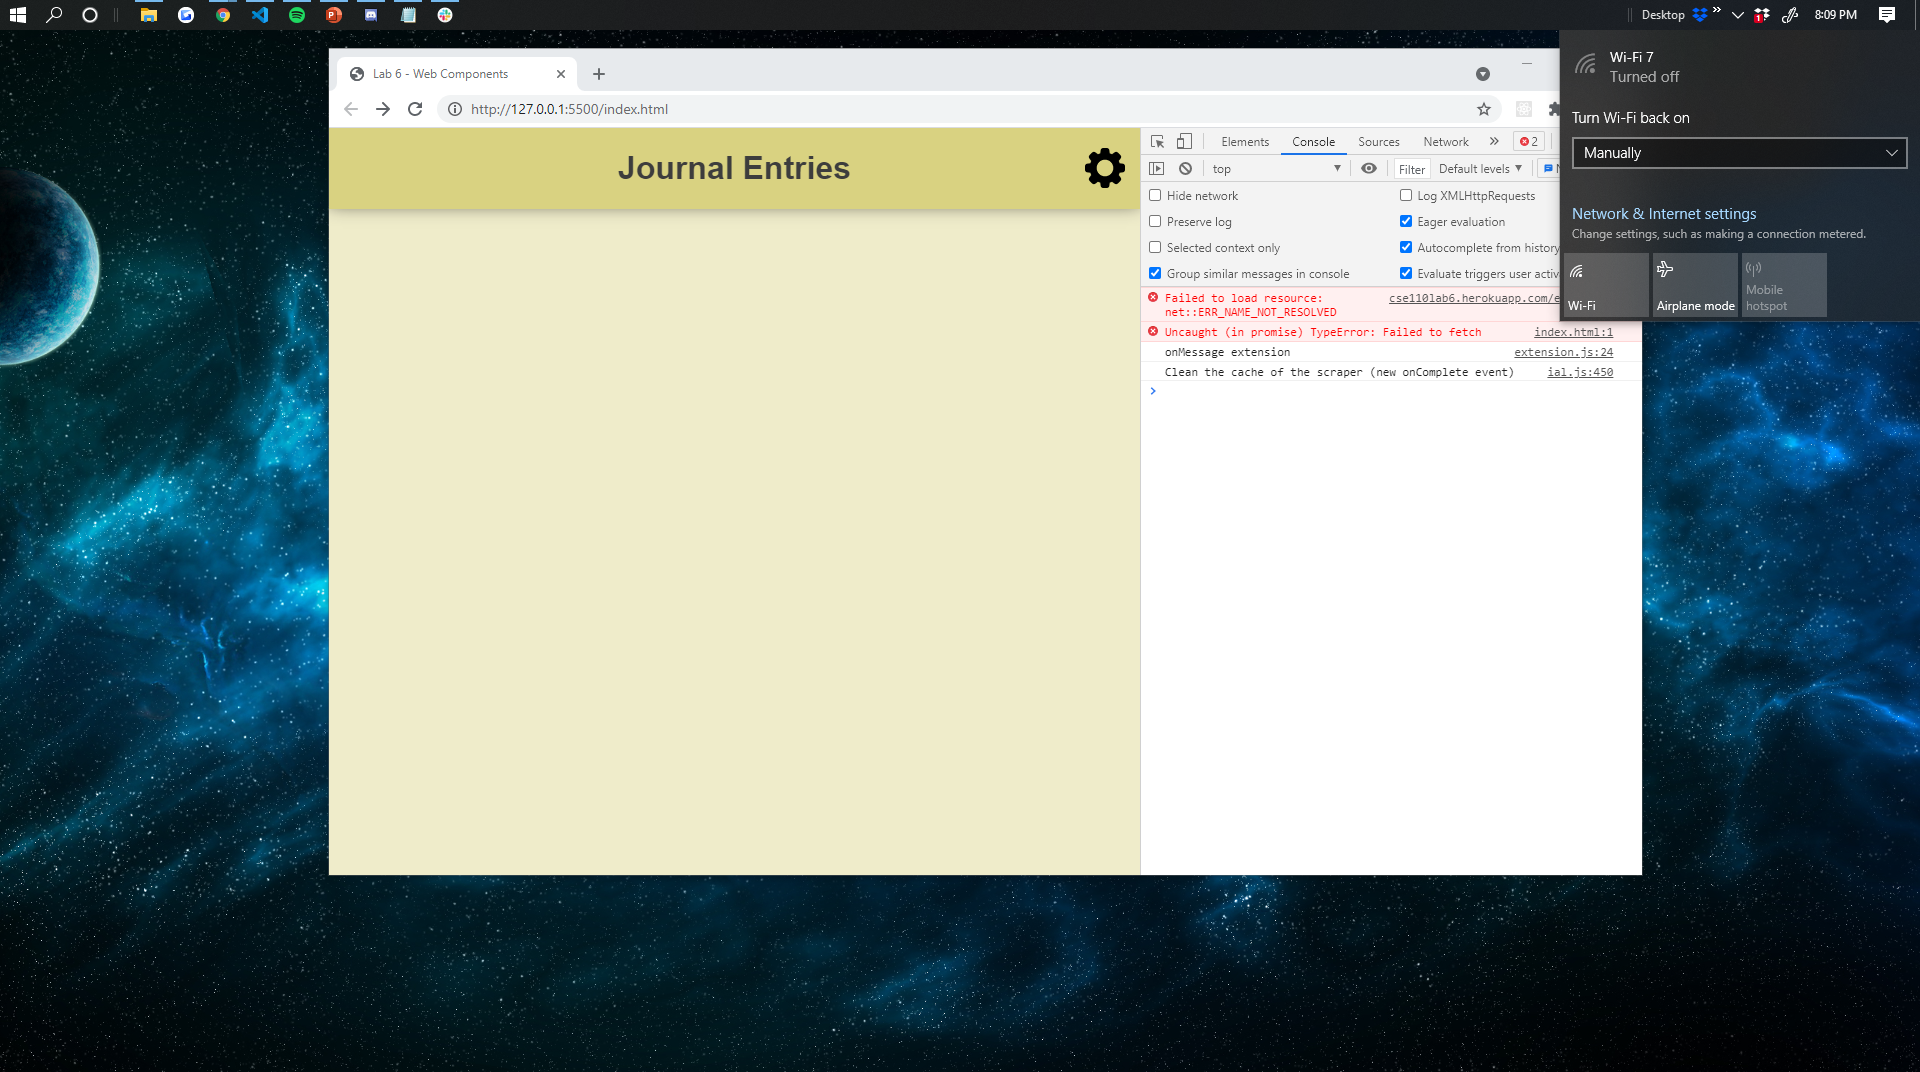 Desktop
8:09 PM
Lab 6 - Web Components
http://127.0.0.1:5500/index.html
Journal Entries
Elements Console Sources Network » 2
top Filter Default levels
Hide network Log XMLHttpRequests
Preserve log Eager evaluation
Selected context only Autocomplete from history
Group similar messages in console Evaluate triggers user activ
Failed to load resource: cse110lab6.herokuapp.com/e
net::ERR_NAME_NOT_RESOLVED
Uncaught (in promise) TypeError: Failed to fetch index.html:1
onMessage extension extension.js:24
Clean the cache of the scraper (new onComplete event) ial.js:450
Wi-Fi 7
Turned off
Turn Wi-Fi back on
Manually
Network & Internet settings
Change settings, such as making a connection metered.
Wi-Fi
Airplane mode
Mobile
hotspot